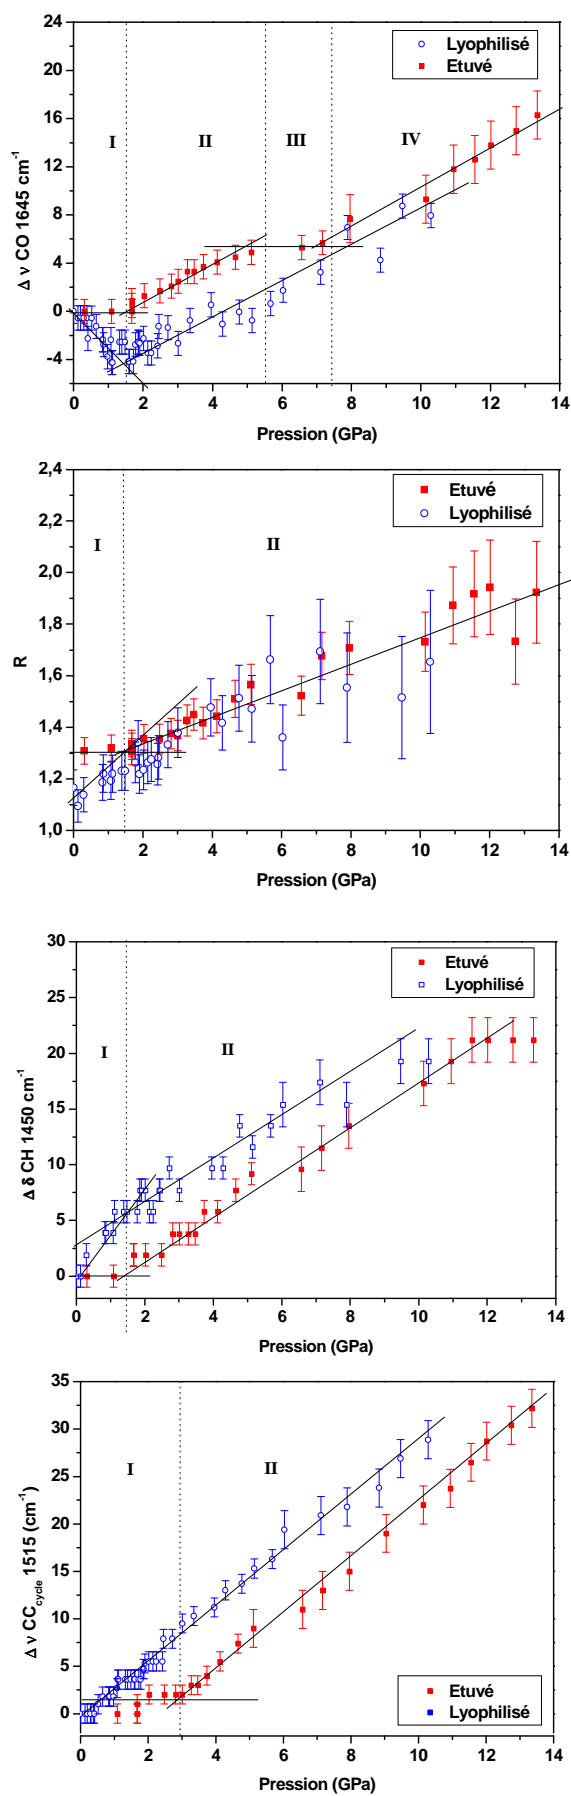 24
20
16
12
8
4
0
-4
Δ ν CO 1645 cm⁻¹
Lyophilisé
Etuvé
I
II
III
IV
0 2 4 6 8 10 12 14
Pression (GPa)
2,4
2,2
2,0
1,8
1,6
1,4
1,2
1,0
R
Etuvé
Lyophilisé
I
II
0 2 4 6 8 10 12 14
Pression (GPa)
30
25
20
15
10
5
0
Δ δ CH 1450 cm⁻¹
Etuvé
Lyophilisé
I
II
0 2 4 6 8 10 12 14
Pression (GPa)
35
30
25
20
15
10
5
0
Δ ν CC_cycle 1515 (cm⁻¹)
I
II
Etuvé
Lyophilisé
0 2 4 6 8 10 12 14
Pression (GPa)